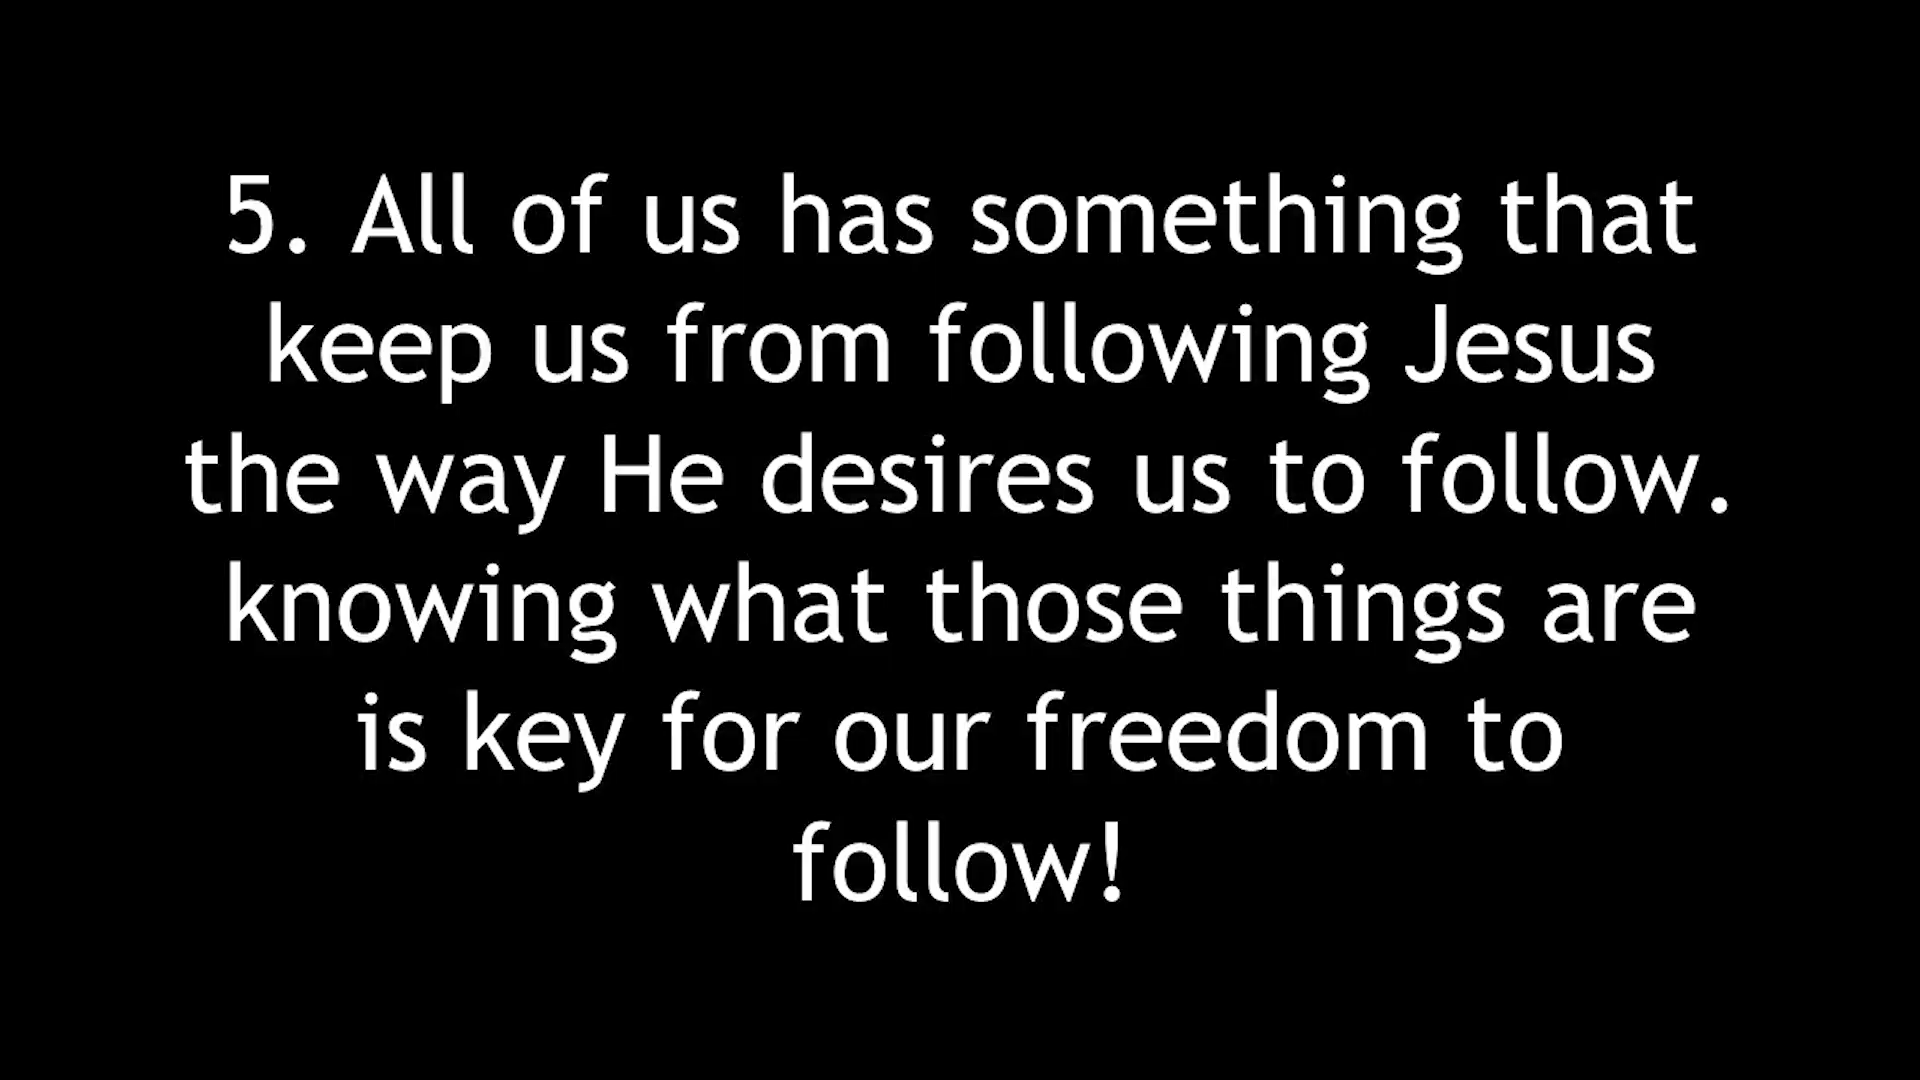 5. All of us has something that
keep us from following Jesus
the way He desires us to follow.
knowing what those things are
is key for our freedom to
follow!